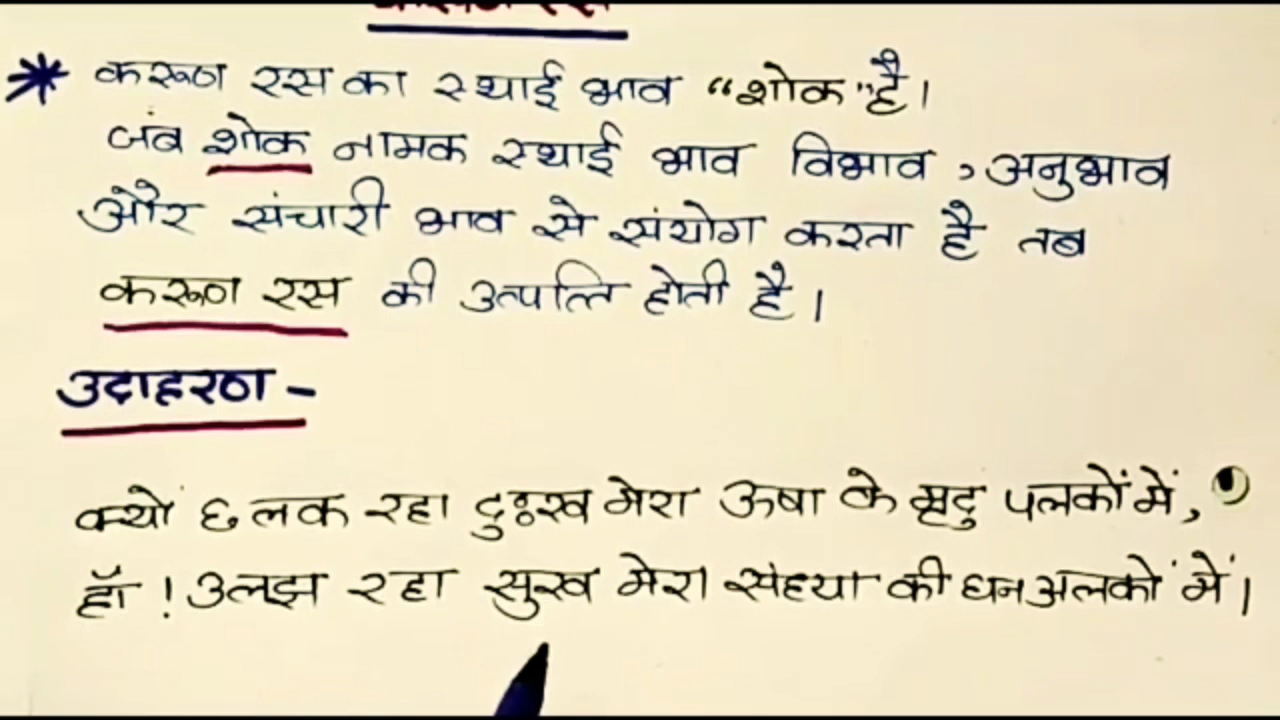 * करूण रस का स्थाई भाव “शोक” है।
जब शोक नामक स्थाई भाव विभाव, अनुभाव
और संचारी भाव से संयोग करता है तब
करूण रस की उत्पत्ति होती है।
उदाहरण -
क्यों छलक रहा दुःख मेरा ऊषा के मृदु पलकों में,
हाँ ! उलझ रहा सुख मेरा संध्या की घन अलकों में।